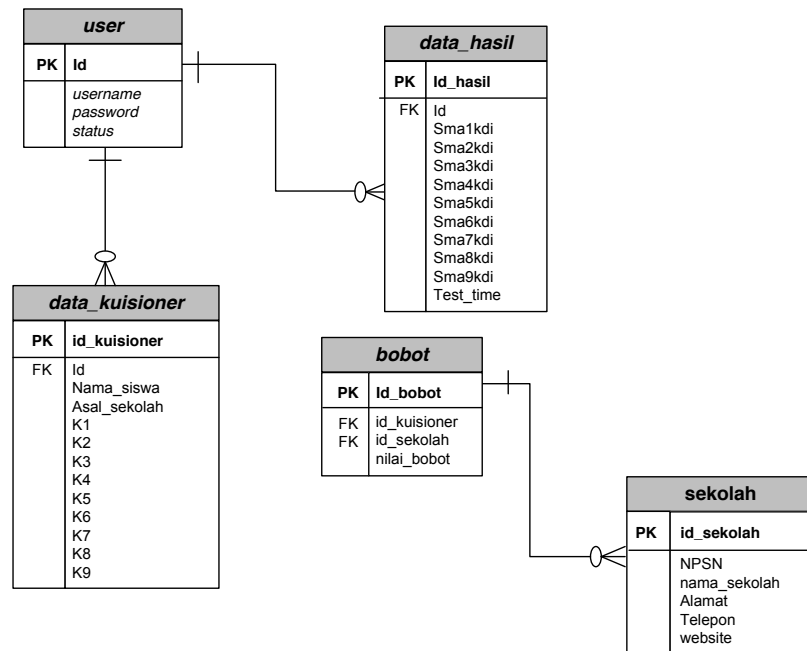 user
PK Id
username
password
status
data_hasil
PK Id_hasil
FK Id
Sma1kdi
Sma2kdi
Sma3kdi
Sma4kdi
Sma5kdi
Sma6kdi
Sma7kdi
Sma8kdi
Sma9kdi
Test_time
data_kuisioner
PK id_kuisioner
FK Id
Nama_siswa
Asal_sekolah
K1
K2
K3
K4
K5
K6
K7
K8
K9
bobot
PK Id_bobot
FK id_kuisioner
FK id_sekolah
nilai_bobot
sekolah
PK id_sekolah
NPSN
nama_sekolah
Alamat
Telepon
website